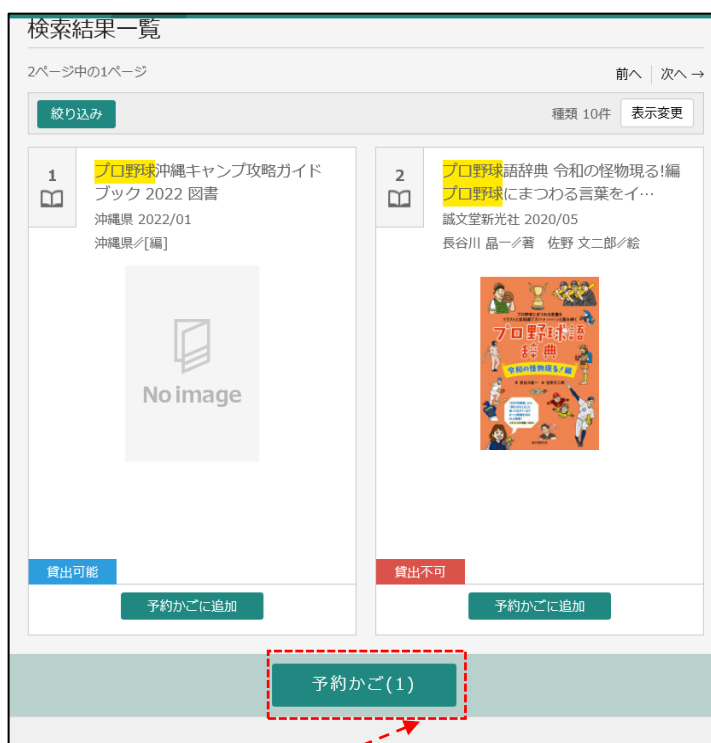 検索結果一覧
2ページ中の1ページ
前へ 次へ →
絞り込み
種類 10件 表示変更
1
プロ野球沖縄キャンプ攻略ガイド
ブック 2022 図書
沖縄県 2022/01
沖縄県∥[編]
No image
貸出可能
予約かごに追加
2
プロ野球語辞典 令和の怪物現る!編
プロ野球にまつわる言葉をイ…
誠文堂新光社 2020/05
長谷川 晶一∥著 佐野 文二郎∥絵
プロ野球語
辞典
令和の怪物現る!編
貸出不可
予約かごに追加
予約かご(1)